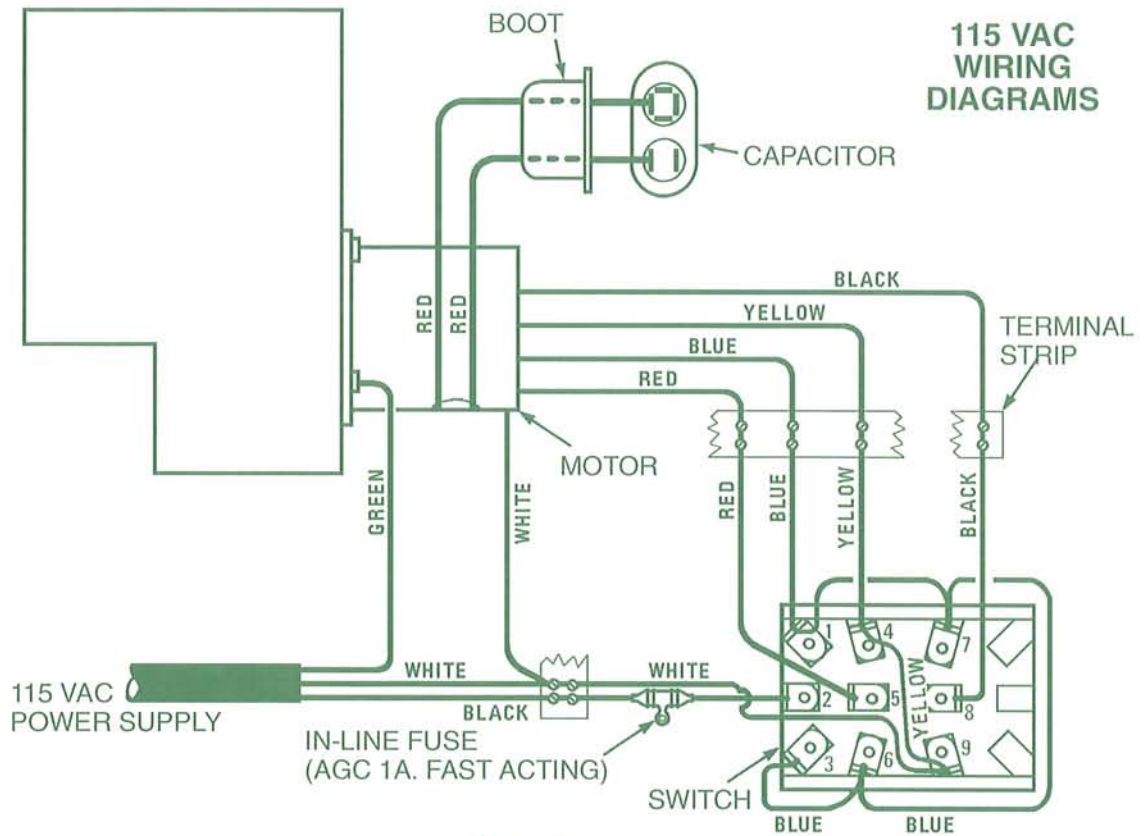 115 VAC
WIRING
DIAGRAMS
BOOT
CAPACITOR
RED
RED
BLACK
YELLOW
BLUE
RED
TERMINAL
STRIP
MOTOR
GREEN
WHITE
RED
BLUE
YELLOW
BLACK
1
4
7
WHITE
WHITE
2
5
YELLOW
8
115 VAC
POWER SUPPLY
BLACK
IN-LINE FUSE
(AGC 1A. FAST ACTING)
3
6
9
SWITCH
BLUE
BLUE